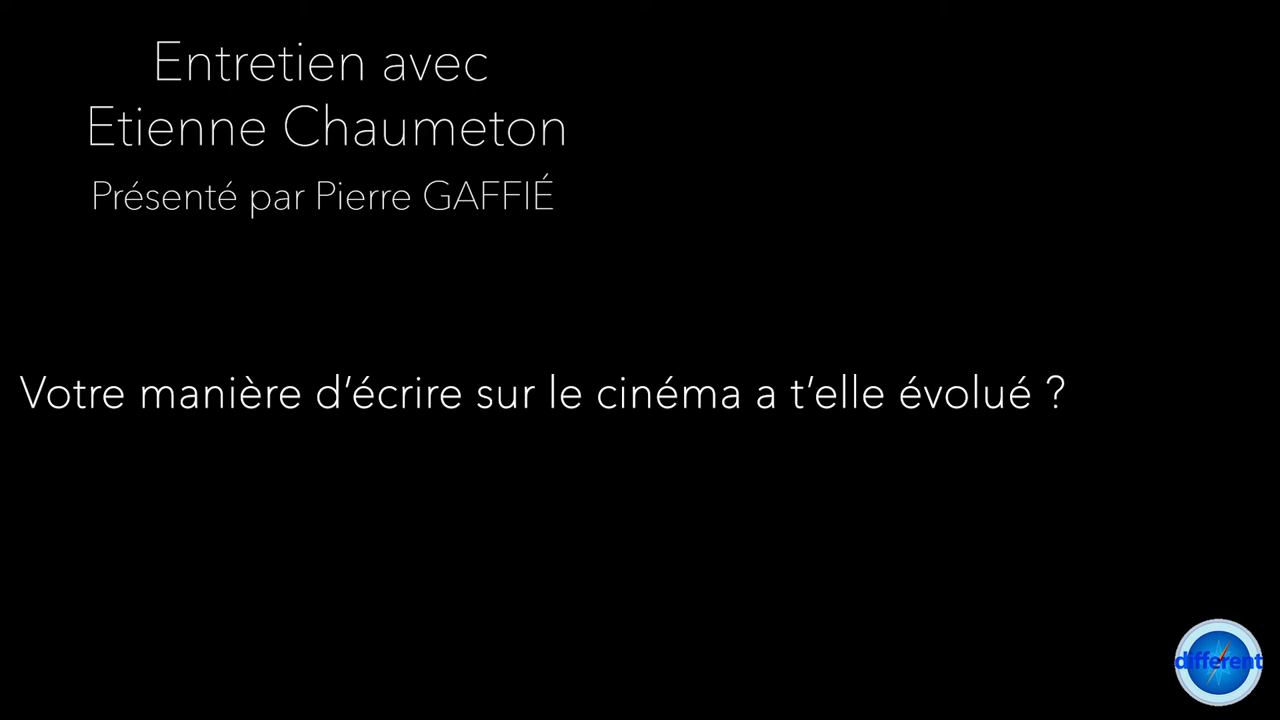 Entretien avec
Etienne Chaumeton
Présenté par Pierre GAFFIÉ
Votre manière d’écrire sur le cinéma a t’elle évolué ?
different